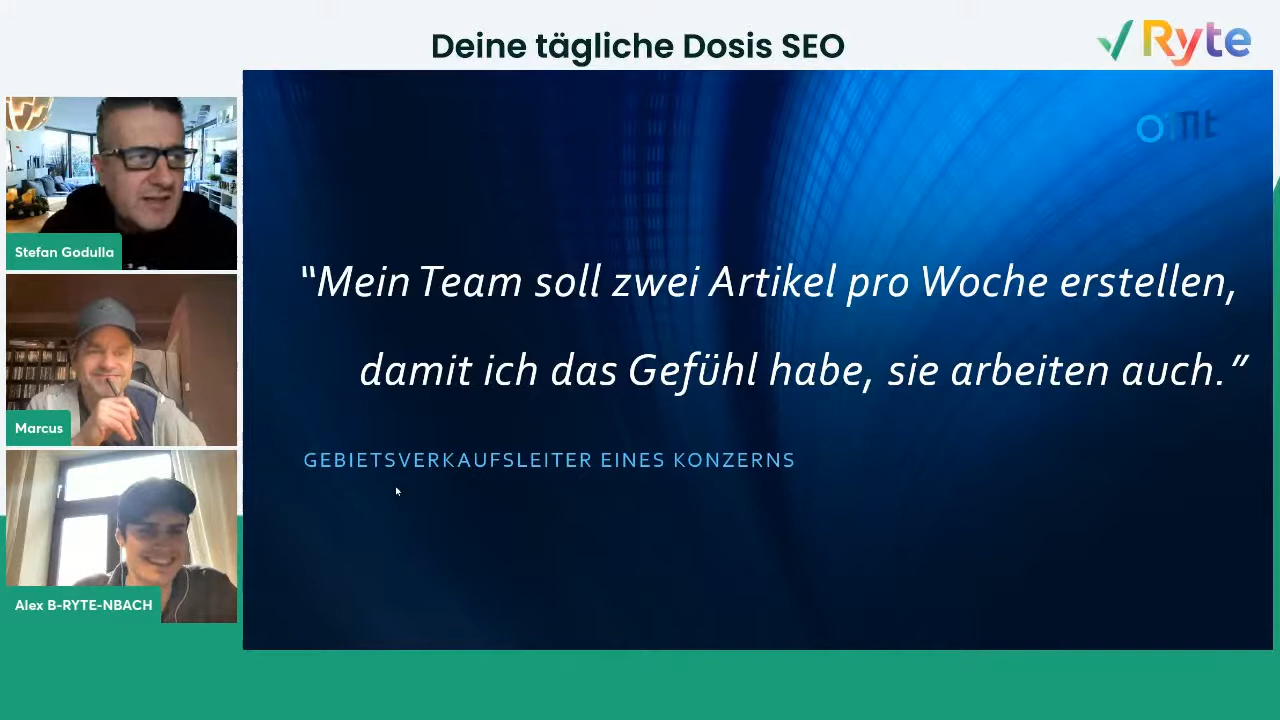 Deine tägliche Dosis SEO
Ryte
“Mein Team soll zwei Artikel pro Woche erstellen,
damit ich das Gefühl habe, sie arbeiten auch.”
GEBIETSVERKAUFSLEITER EINES KONZERNS
Stefan Godulla
Marcus
Alex B-RYTE-NBACH